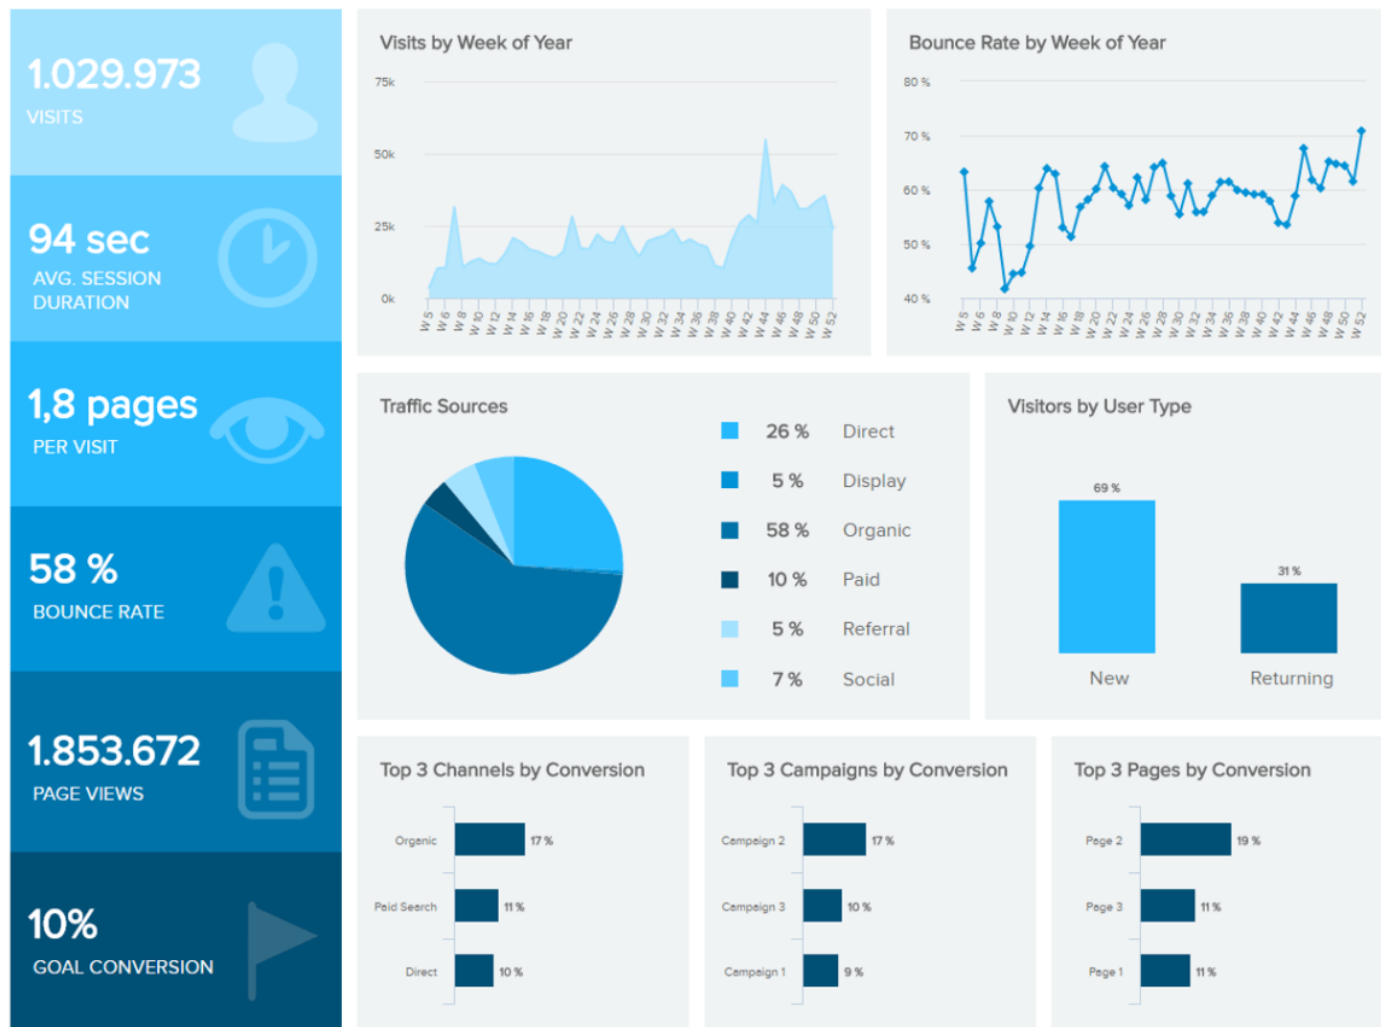 1.029.973
VISITS
94 sec
AVG. SESSION
DURATION
1,8 pages
PER VISIT
58 %
BOUNCE RATE
1.853.672
PAGE VIEWS
10%
GOAL CONVERSION
Visits by Week of Year
75k
50k
25k
0k
W 5 W 6 W 8 W 10 W 12 W 14 W 16 W 18 W 20 W 22 W 24 W 26 W 28 W 30 W 32 W 34 W 36 W 38 W 40 W 42 W 44 W 46 W 48 W 50 W 52
Bounce Rate by Week of Year
80 %
70 %
60 %
50 %
40 %
W 5 W 6 W 8 W 10 W 12 W 14 W 16 W 18 W 20 W 22 W 24 W 26 W 28 W 30 W 32 W 34 W 36 W 38 W 40 W 42 W 44 W 46 W 48 W 50 W 52
Traffic Sources
26 % Direct
5 % Display
58 % Organic
10 % Paid
5 % Referral
7 % Social
Visitors by User Type
69 %
31 %
New Returning
Top 3 Channels by Conversion
Organic 17 %
Paid Search 11 %
Direct 10 %
Top 3 Campaigns by Conversion
Campaign 2 17 %
Campaign 3 10 %
Campaign 1 9 %
Top 3 Pages by Conversion
Page 2 19 %
Page 3 11 %
Page 1 11 %